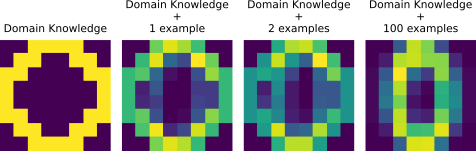 Domain Knowledge
Domain Knowledge
+
1 example
Domain Knowledge
+
2 examples
Domain Knowledge
+
100 examples